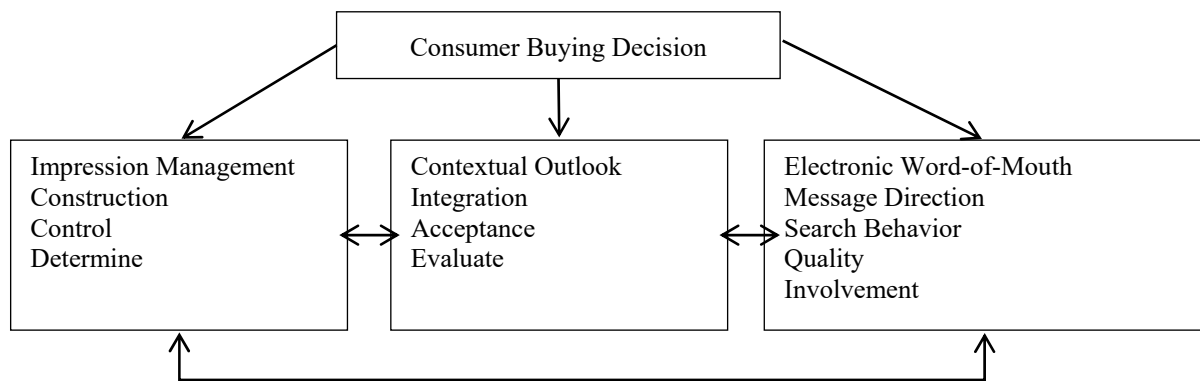 Consumer Buying Decision
Impression Management
Construction
Control
Determine
Contextual Outlook
Integration
Acceptance
Evaluate
Electronic Word-of-Mouth
Message Direction
Search Behavior
Quality
Involvement